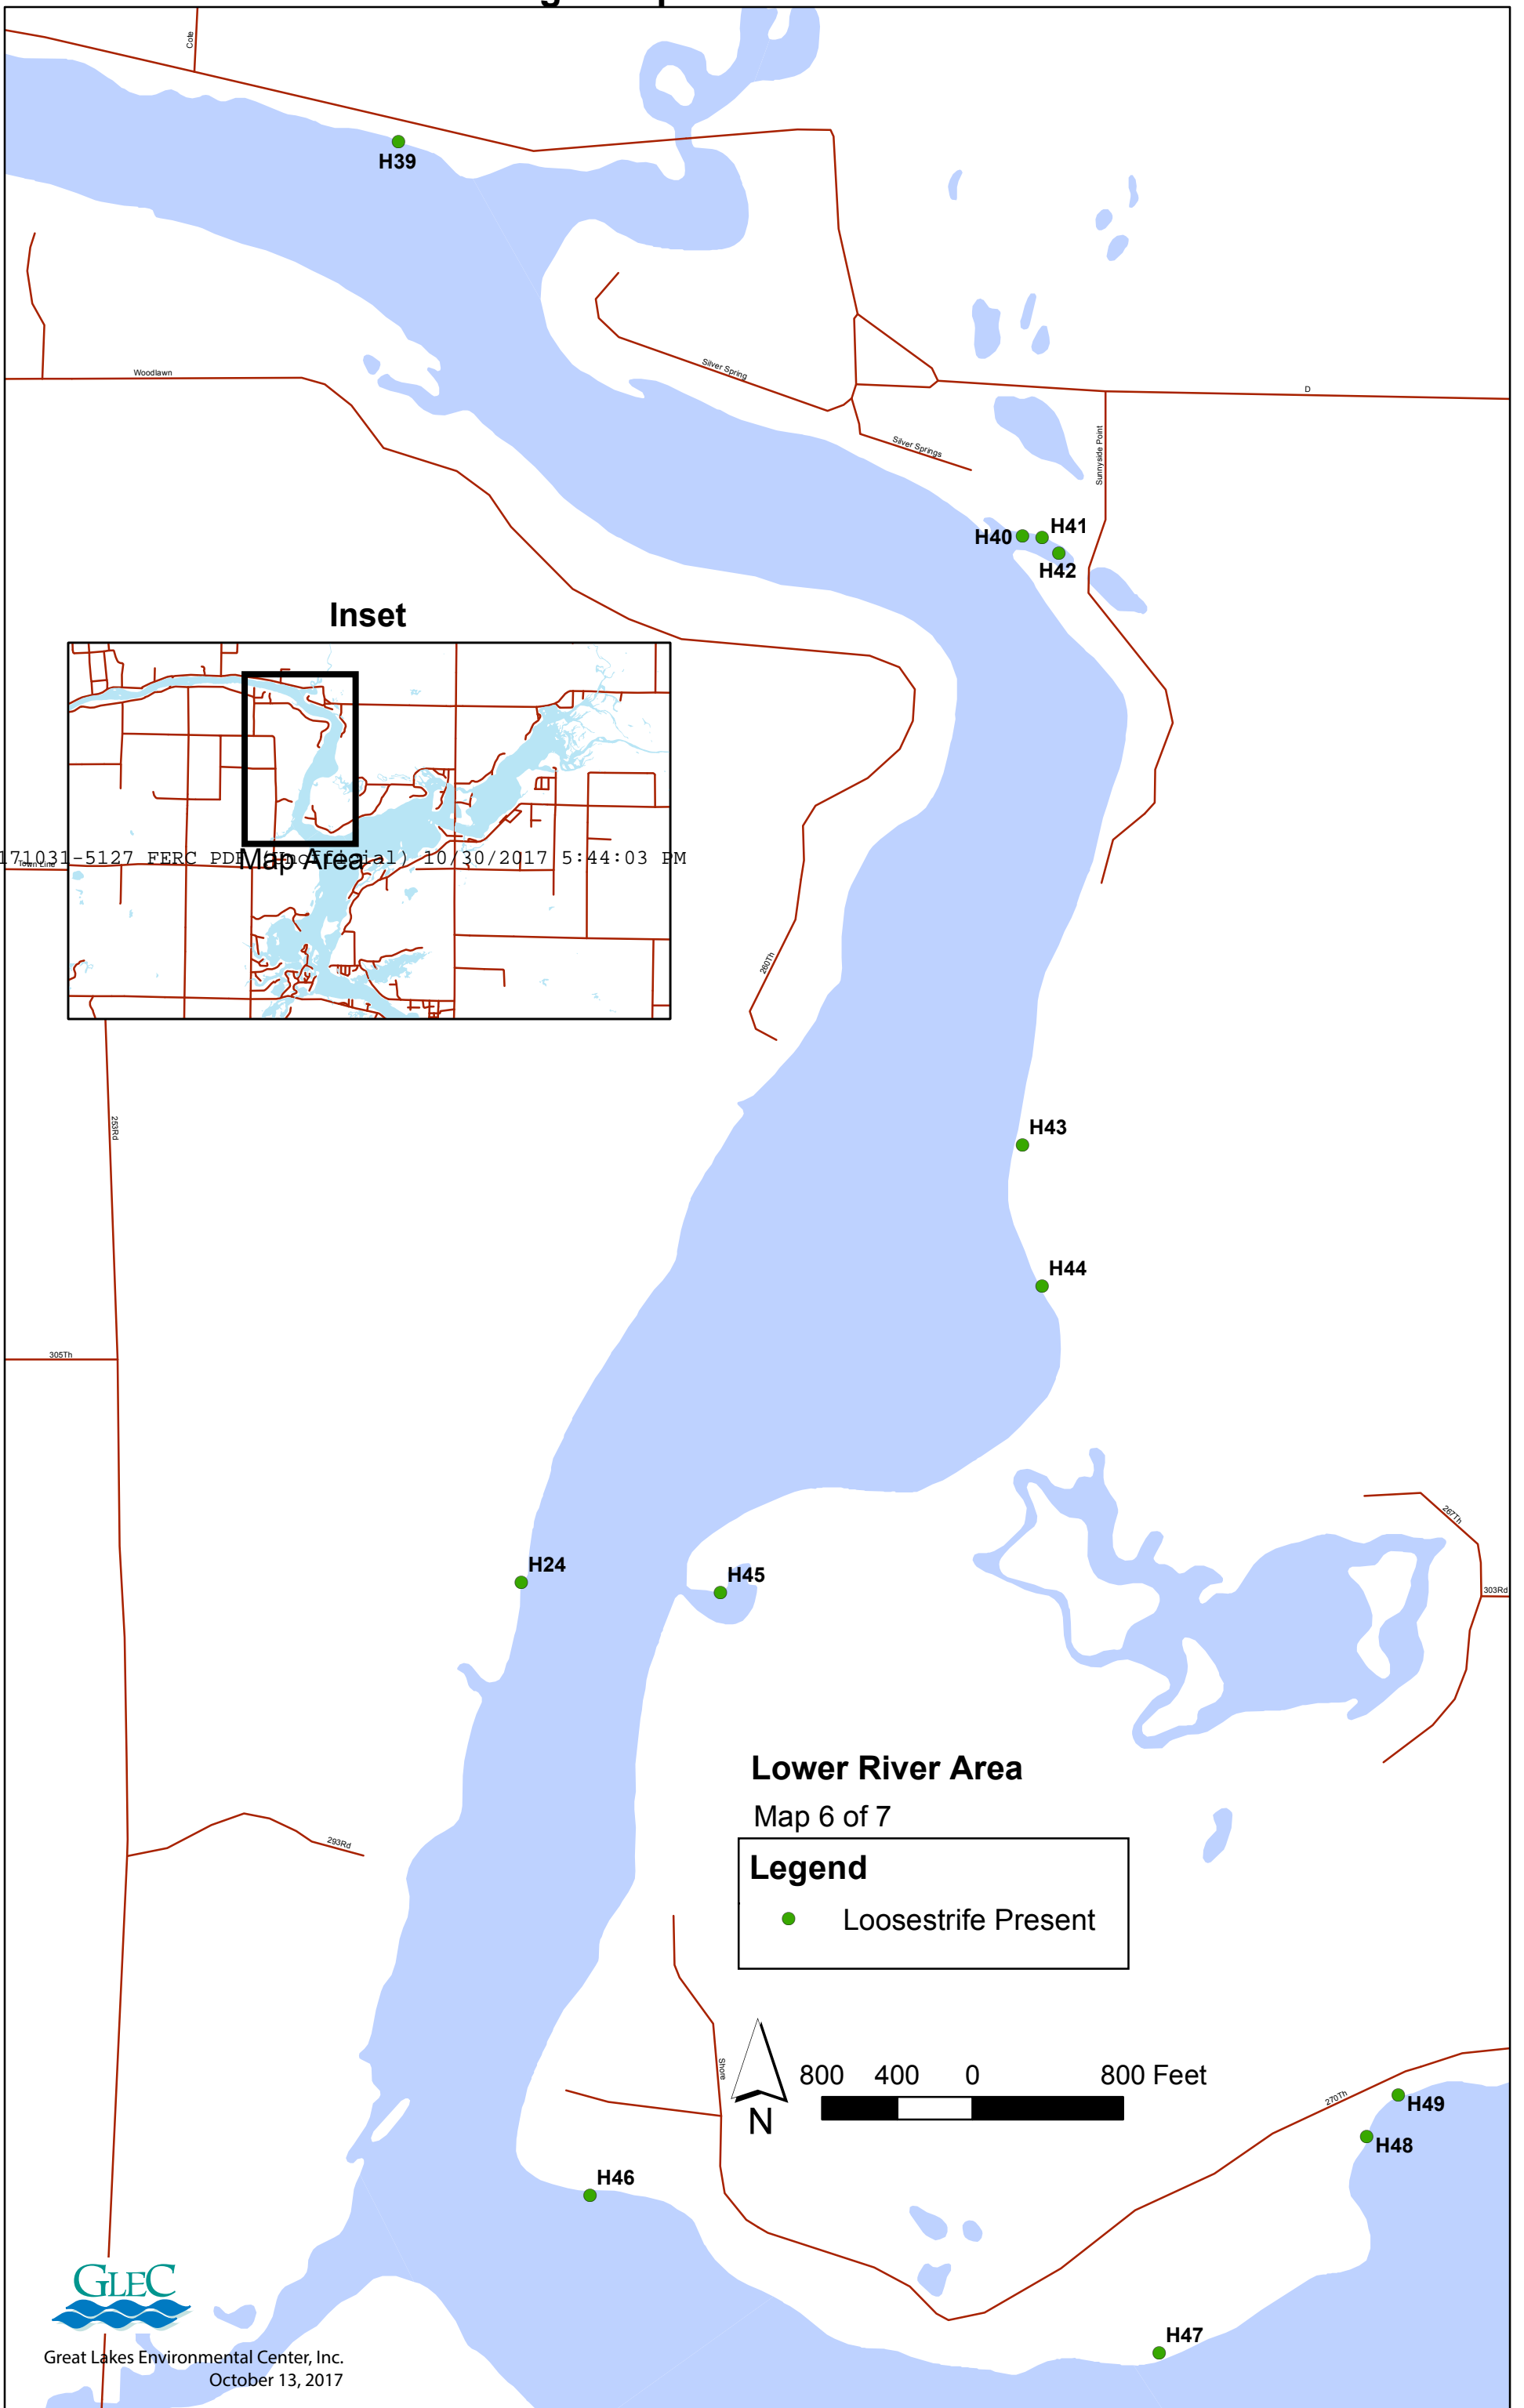 Cote
H39
Woodlawn
Silver Spring
D
Silver Springs
Sunnyside Point
H40
H41
H42
Inset
171031-5127 FERC PDF (Unofficial) 10/30/2017 5:44:03 PM
Town Line
Map Area
260Th
253Rd
H43
H44
305Th
H24
H45
267Th
303Rd
Lower River Area
Map 6 of 7
Legend
Loosestrife Present
293Rd
Shore
N
800 400 0 800 Feet
270Th
H49
H48
H46
H47
GLEC
Great Lakes Environmental Center, Inc.
October 13, 2017